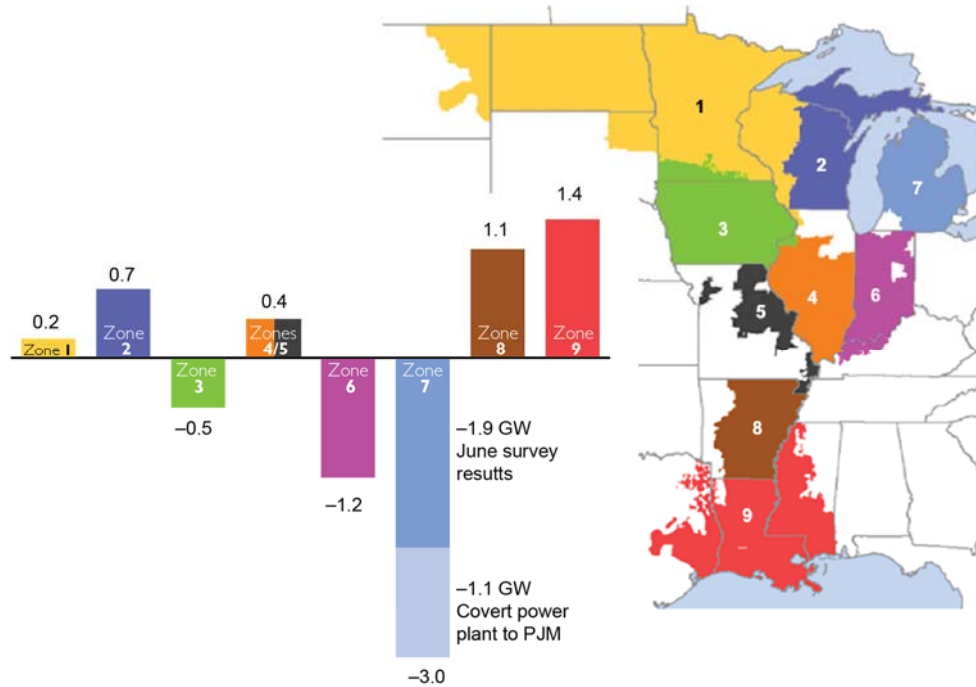 0.2
Zone 1
0.7
Zone
2
Zone
3
–0.5
0.4
Zones
4/5
Zone
6
–1.2
Zone
7
–1.9 GW
June survey
resutts
–1.1 GW
Covert power
plant to PJM
–3.0
1.1
Zone
8
1.4
Zone
9
1
2
7
3
4
5
6
8
9